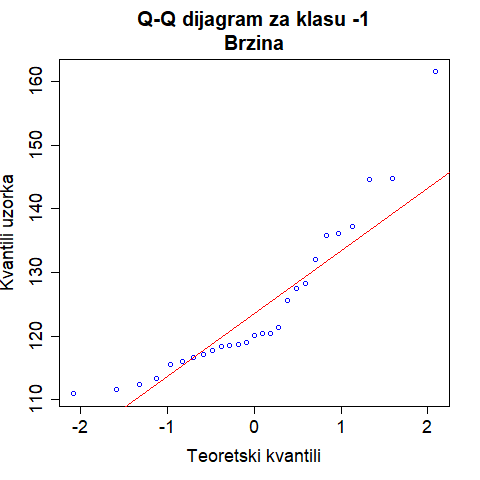 Q-Q dijagram za klasu -1
Brzina
Kvantili uzorka
160
150
140
130
120
110
-2 -1 0 1 2
Teoretski kvantili